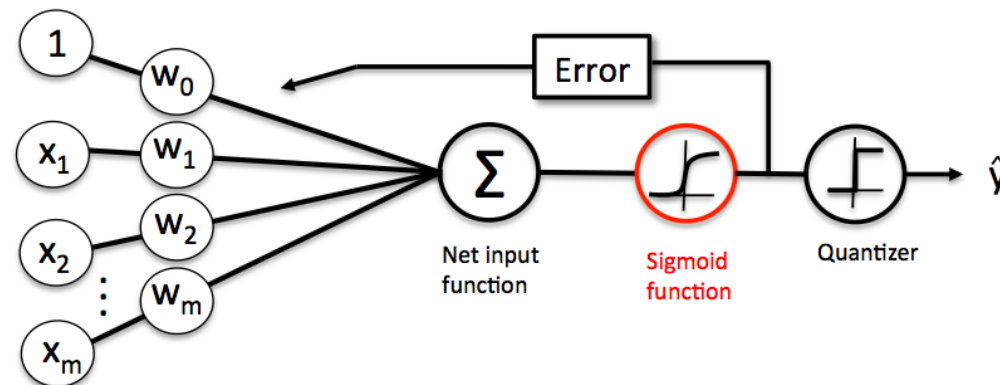 1
w₀
Error
x₁
w₁
Σ
ŷ
x₂
w₂
Net input
function
Sigmoid
function
Quantizer
⋮
wₘ
xₘ